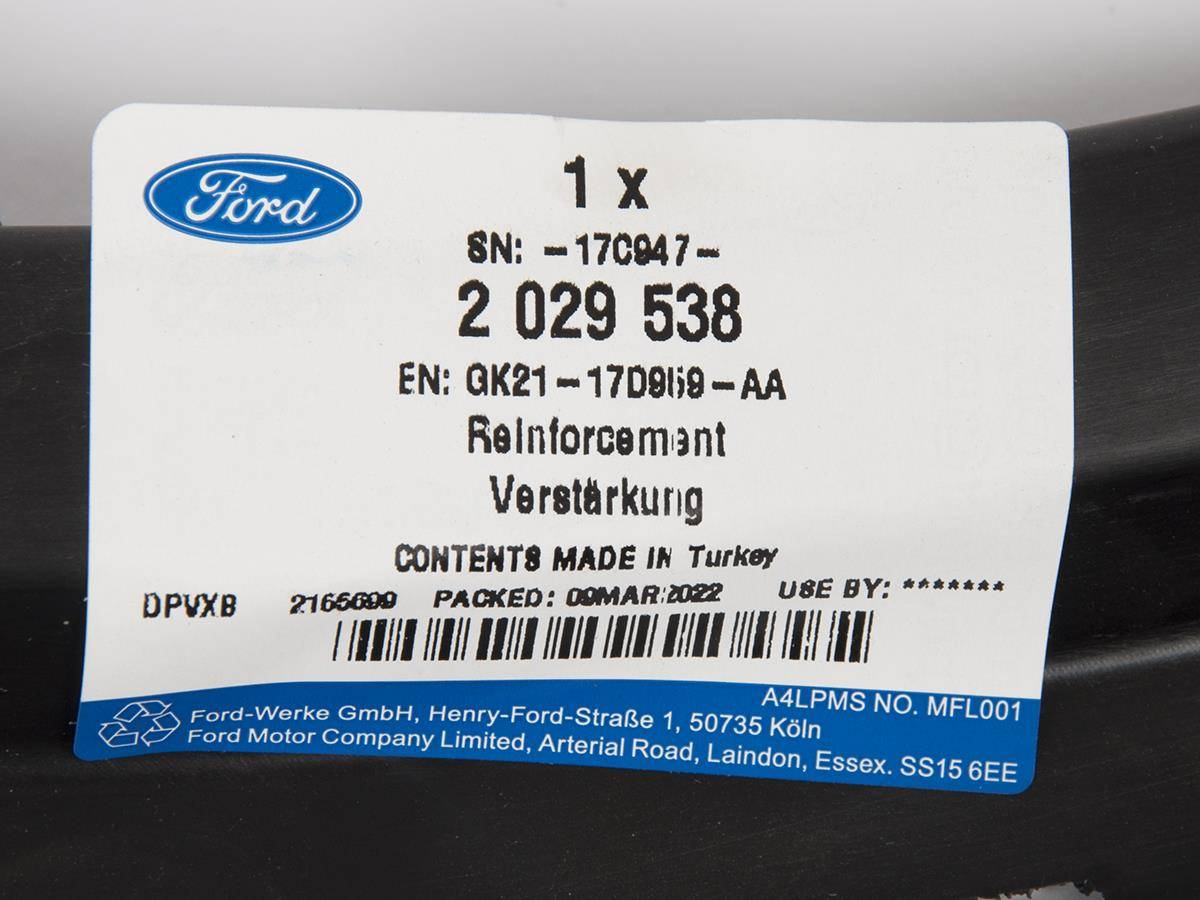 Ford
1 x
SN: -17C947-
2 029 538
EN: GK21-17D959-AA
Reinforcement
Verstärkung
CONTENTS MADE IN Turkey
DPVXB 2165699 PACKED: 09MAR2022 USE BY: *******
A4LPMS NO. MFL001
Ford-Werke GmbH, Henry-Ford-Straße 1, 50735 Köln
Ford Motor Company Limited, Arterial Road, Laindon, Essex. SS15 6EE